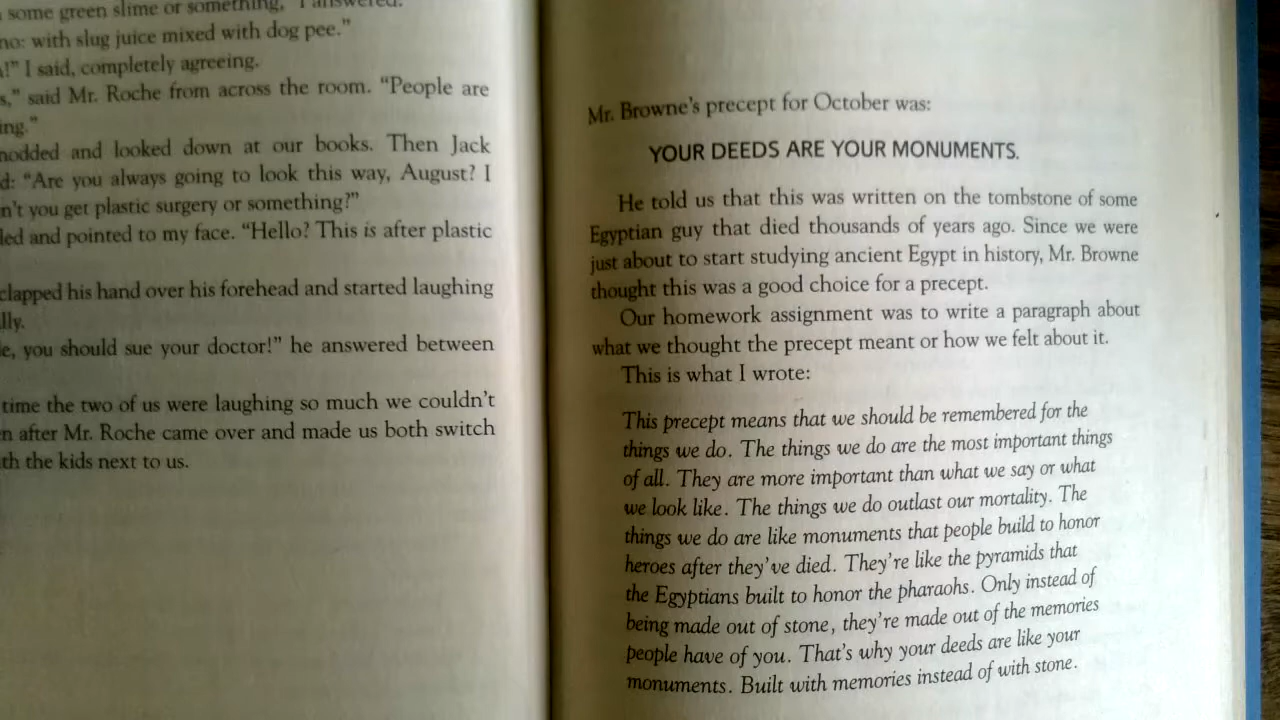 some green slime or something," I answered.
no: with slug juice mixed with dog pee."
!" I said, completely agreeing.
," said Mr. Roche from across the room. "People are
ing."
nodded and looked down at our books. Then Jack
d: "Are you always going to look this way, August? I
n't you get plastic surgery or something?"
led and pointed to my face. "Hello? This is after plastic
clapped his hand over his forehead and started laughing
lly.
e, you should sue your doctor!" he answered between
time the two of us were laughing so much we couldn't
n after Mr. Roche came over and made us both switch
th the kids next to us.
Mr. Browne's precept for October was:
YOUR DEEDS ARE YOUR MONUMENTS.
He told us that this was written on the tombstone of some
Egyptian guy that died thousands of years ago. Since we were
just about to start studying ancient Egypt in history, Mr. Browne
thought this was a good choice for a precept.
Our homework assignment was to write a paragraph about
what we thought the precept meant or how we felt about it.
This is what I wrote:
This precept means that we should be remembered for the
things we do. The things we do are the most important things
of all. They are more important than what we say or what
we look like. The things we do outlast our mortality. The
things we do are like monuments that people build to honor
heroes after they've died. They're like the pyramids that
the Egyptians built to honor the pharaohs. Only instead of
being made out of stone, they're made out of the memories
people have of you. That's why your deeds are like your
monuments. Built with memories instead of with stone.